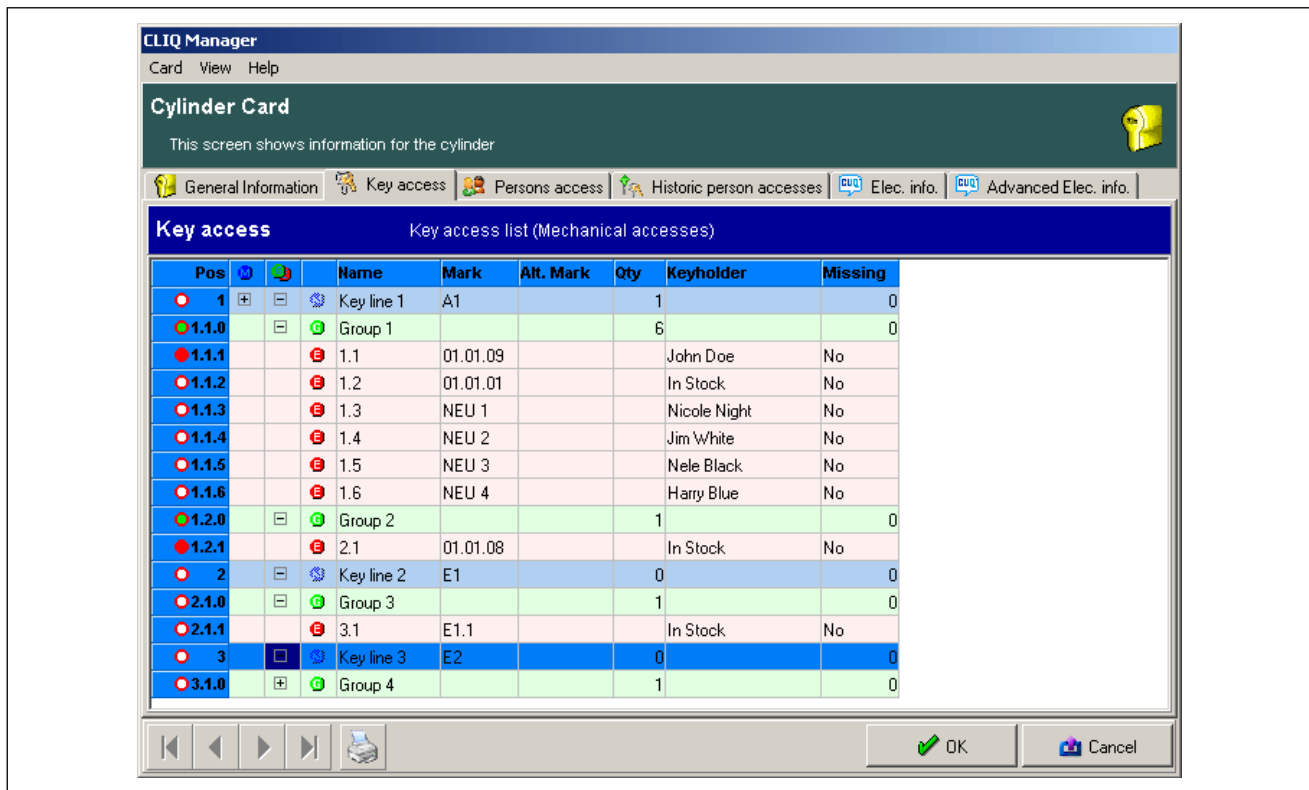 CLIQ Manager
Card View Help
Cylinder Card
This screen shows information for the cylinder
General Information Key access Persons access Historic person accesses Elec. info. Advanced Elec. info.
Key access Key access list (Mechanical accesses)
Pos M Name Mark Alt. Mark Qty Keyholder Missing
1 S Key line 1 A1 1 0
1.1.0 G Group 1 6 0
1.1.1 E 1.1 01.01.09 John Doe No
1.1.2 E 1.2 01.01.01 In Stock No
1.1.3 E 1.3 NEU 1 Nicole Night No
1.1.4 E 1.4 NEU 2 Jim White No
1.1.5 E 1.5 NEU 3 Nele Black No
1.1.6 E 1.6 NEU 4 Harry Blue No
1.2.0 G Group 2 1 0
1.2.1 E 2.1 01.01.08 In Stock No
2 S Key line 2 E1 0 0
2.1.0 G Group 3 1 0
2.1.1 E 3.1 E1.1 In Stock No
3 S Key line 3 E2 0 0
3.1.0 G Group 4 1 0
OK Cancel